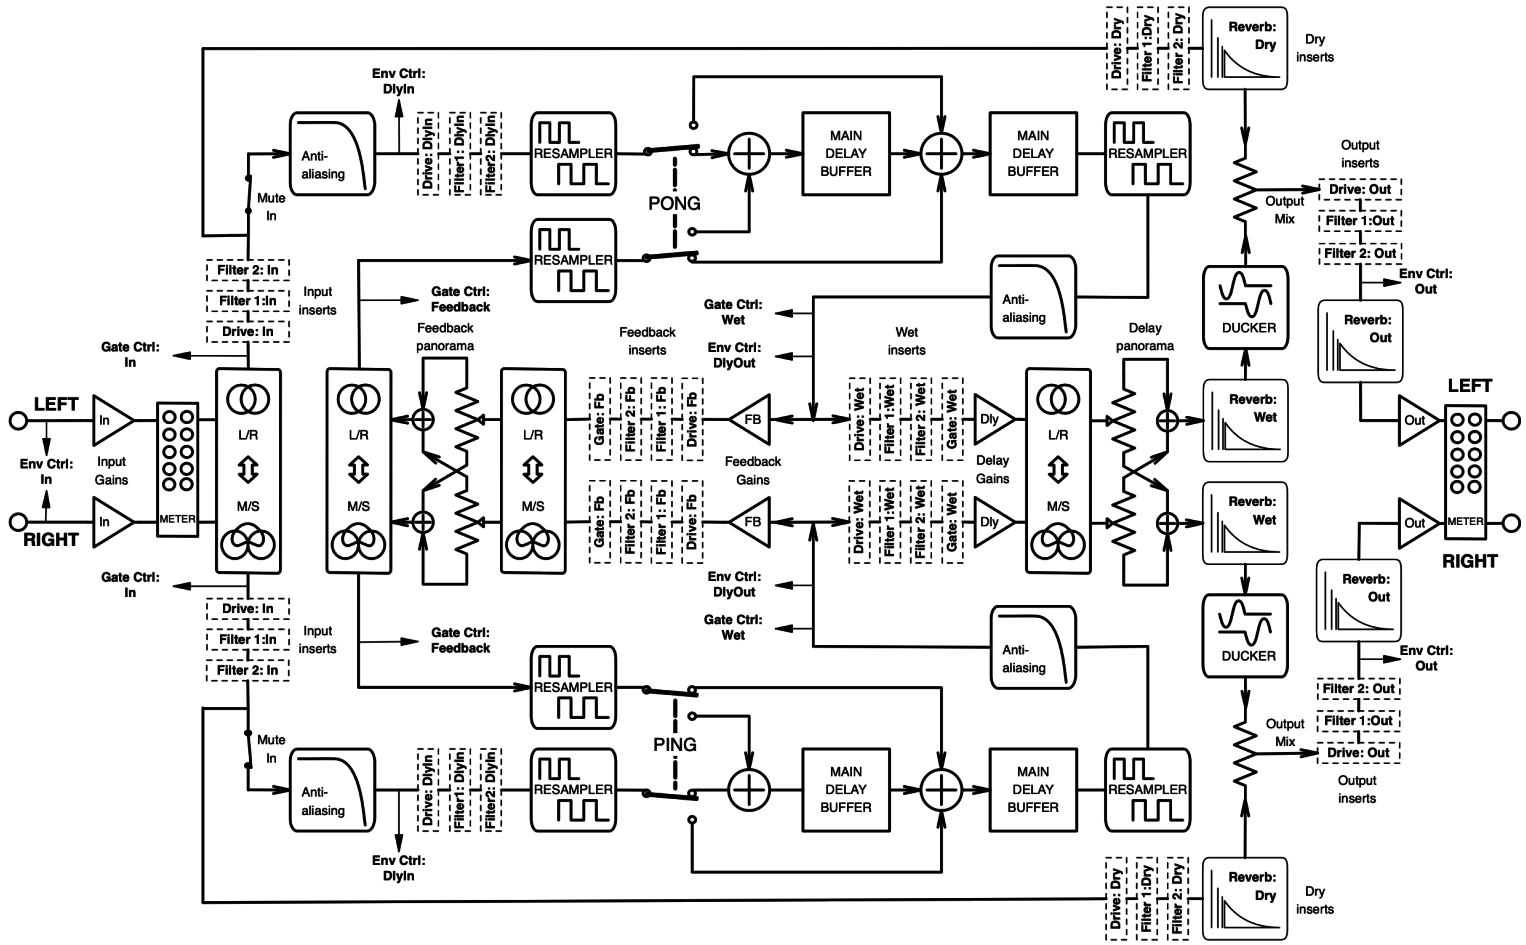 Drive: Dry
Filter 1:Dry
Filter 2: Dry
Reverb:
Dry
Dry
inserts
Env Ctrl:
DlyIn
Anti-
aliasing
Drive: DlyIn
Filter1: DlyIn
Filter2: DlyIn
RESAMPLER
MAIN
DELAY
BUFFER
MAIN
DELAY
BUFFER
RESAMPLER
Output
inserts
Mute
In
PONG
Output
Mix
Drive: Out
Filter 1:Out
Filter 2: Out
RESAMPLER
Filter 2: In
Filter 1:In
Drive: In
Input
inserts
Gate Ctrl:
Feedback
Gate Ctrl:
Wet
Anti-
aliasing
DUCKER
Env Ctrl:
Out
Reverb:
Out
Gate Ctrl:
In
Feedback
panorama
Feedback
inserts
Env Ctrl:
DlyOut
Wet
inserts
Delay
panorama
LEFT
In
L/R
L/R
L/R
Gate: Fb
Filter 2: Fb
Filter 1: Fb
Drive: Fb
FB
Drive: Wet
Filter 1:Wet
Filter 2: Wet
Gate: Wet
Dly
L/R
Reverb:
Wet
LEFT
Out
Env Ctrl:
In
Input
Gains
Feedback
Gains
Delay
Gains
RIGHT
In
METER
M/S
M/S
M/S
Gate: Fb
Filter 2: Fb
Filter 1: Fb
Drive: Fb
FB
Drive: Wet
Filter 1:Wet
Filter 2: Wet
Gate: Wet
Dly
M/S
Reverb:
Wet
Out
METER
RIGHT
Gate Ctrl:
In
Env Ctrl:
DlyOut
Reverb:
Out
Drive: In
Filter 1:In
Filter 2: In
Input
inserts
Gate Ctrl:
Feedback
Gate Ctrl:
Wet
Anti-
aliasing
DUCKER
Env Ctrl:
Out
RESAMPLER
Filter 2: Out
Filter 1:Out
Drive: Out
Mute
In
PING
Output
Mix
Output
inserts
Anti-
aliasing
Drive: DlyIn
Filter1: DlyIn
Filter2: DlyIn
RESAMPLER
MAIN
DELAY
BUFFER
MAIN
DELAY
BUFFER
RESAMPLER
Env Ctrl:
DlyIn
Drive: Dry
Filter 1:Dry
Filter 2: Dry
Reverb:
Dry
Dry
inserts